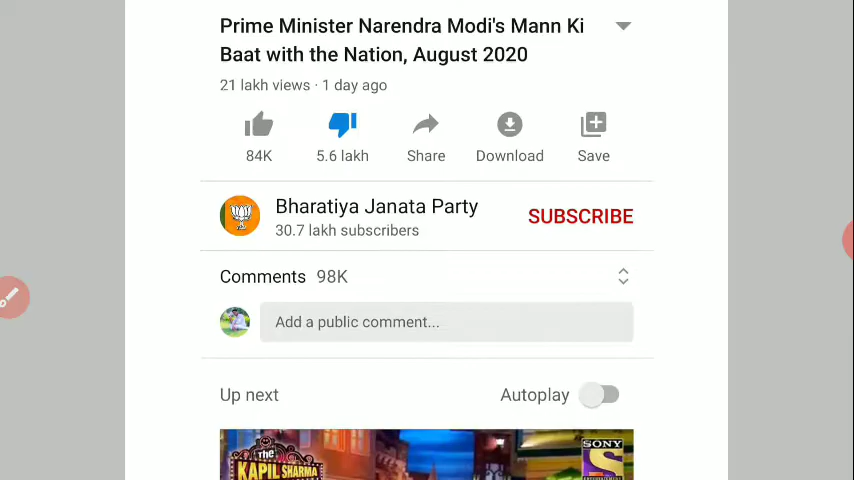 Prime Minister Narendra Modi's Mann Ki
Baat with the Nation, August 2020
21 lakh views · 1 day ago
84K
5.6 lakh
Share
Download
Save
Bharatiya Janata Party
30.7 lakh subscribers
SUBSCRIBE
Comments 98K
Add a public comment...
Up next
Autoplay
The
KAPIL SHARMA
SONY